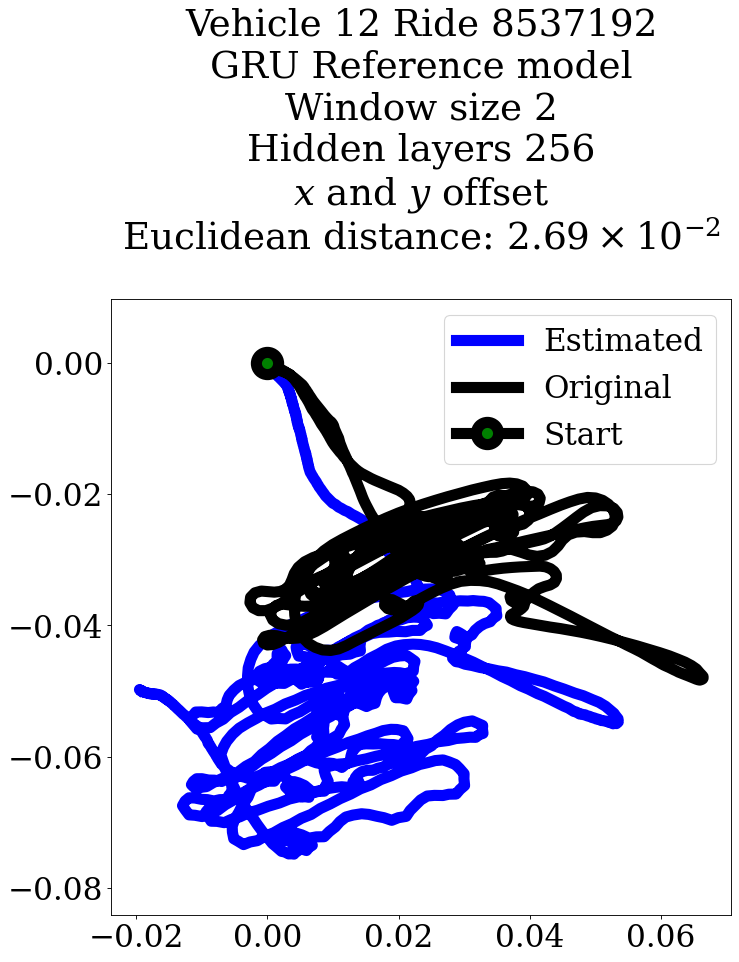 Vehicle 12 Ride 8537192
GRU Reference model
Window size 2
Hidden layers 256
x and y offset
Euclidean distance: 2.69 × 10⁻²
Estimated
Original
Start
0.00
−0.02
−0.04
−0.06
−0.08
−0.02 0.00 0.02 0.04 0.06